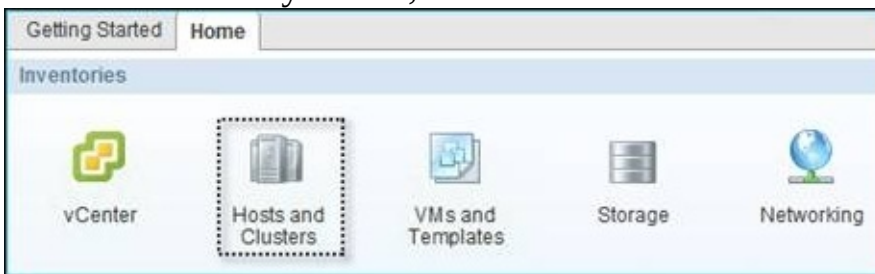 Getting Started Home
Inventories
vCenter
Hosts and
Clusters
VMs and
Templates
Storage
Networking